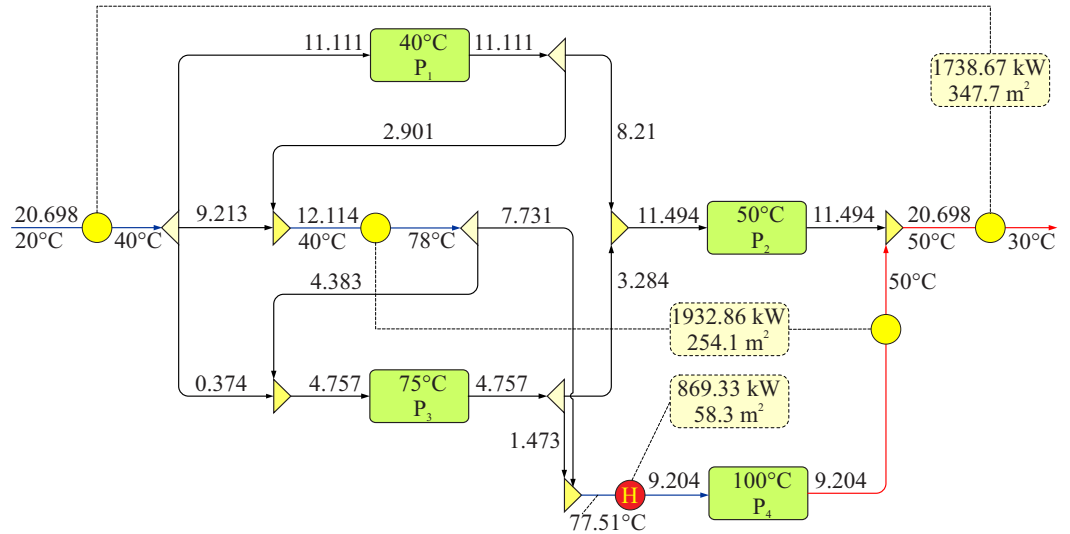 11.111
40°C
P₁
11.111
1738.67 kW
347.7 m²
2.901
8.21
20.698
20°C
40°C
9.213
12.114
40°C
78°C
7.731
11.494
50°C
P₂
11.494
20.698
50°C
30°C
4.383
3.284
50°C
1932.86 kW
254.1 m²
0.374
4.757
75°C
P₃
4.757
869.33 kW
58.3 m²
1.473
H
9.204
100°C
P₄
9.204
77.51°C